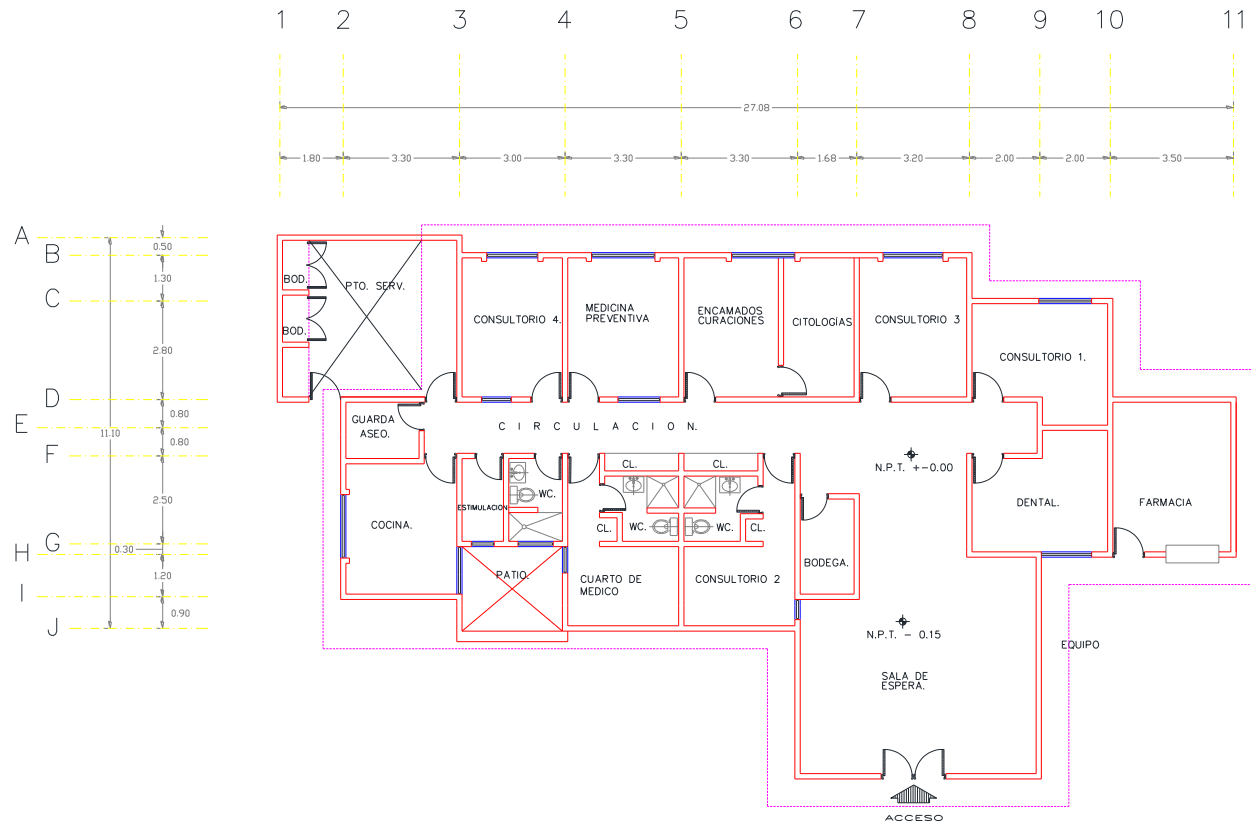 1 2 3 4 5 6 7 8 9 10 11
27.08
1.80 3.30 3.00 3.30 3.30 1.68 3.20 2.00 2.00 3.50
A
0.50
B
1.30
C
2.80
D
0.80
E
11.10
0.80
F
2.50
G
0.30
H
1.20
I
0.90
J
BOD.
PTO. SERV.
BOD.
CONSULTORIO 4.
MEDICINA
PREVENTIVA
ENCAMADOS
CURACIONES
CITOLOGÍAS
CONSULTORIO 3
CONSULTORIO 1.
GUARDA
ASEO.
CIRCULACION.
N.P.T. +-0.00
CL.
CL.
COCINA.
ESTIMULACION
WC.
CL.
WC.
WC.
CL.
DENTAL.
FARMACIA
PATIO.
CUARTO DE
MEDICO
CONSULTORIO 2
BODEGA.
N.P.T. - 0.15
SALA DE
ESPERA.
EQUIPO
ACCESO